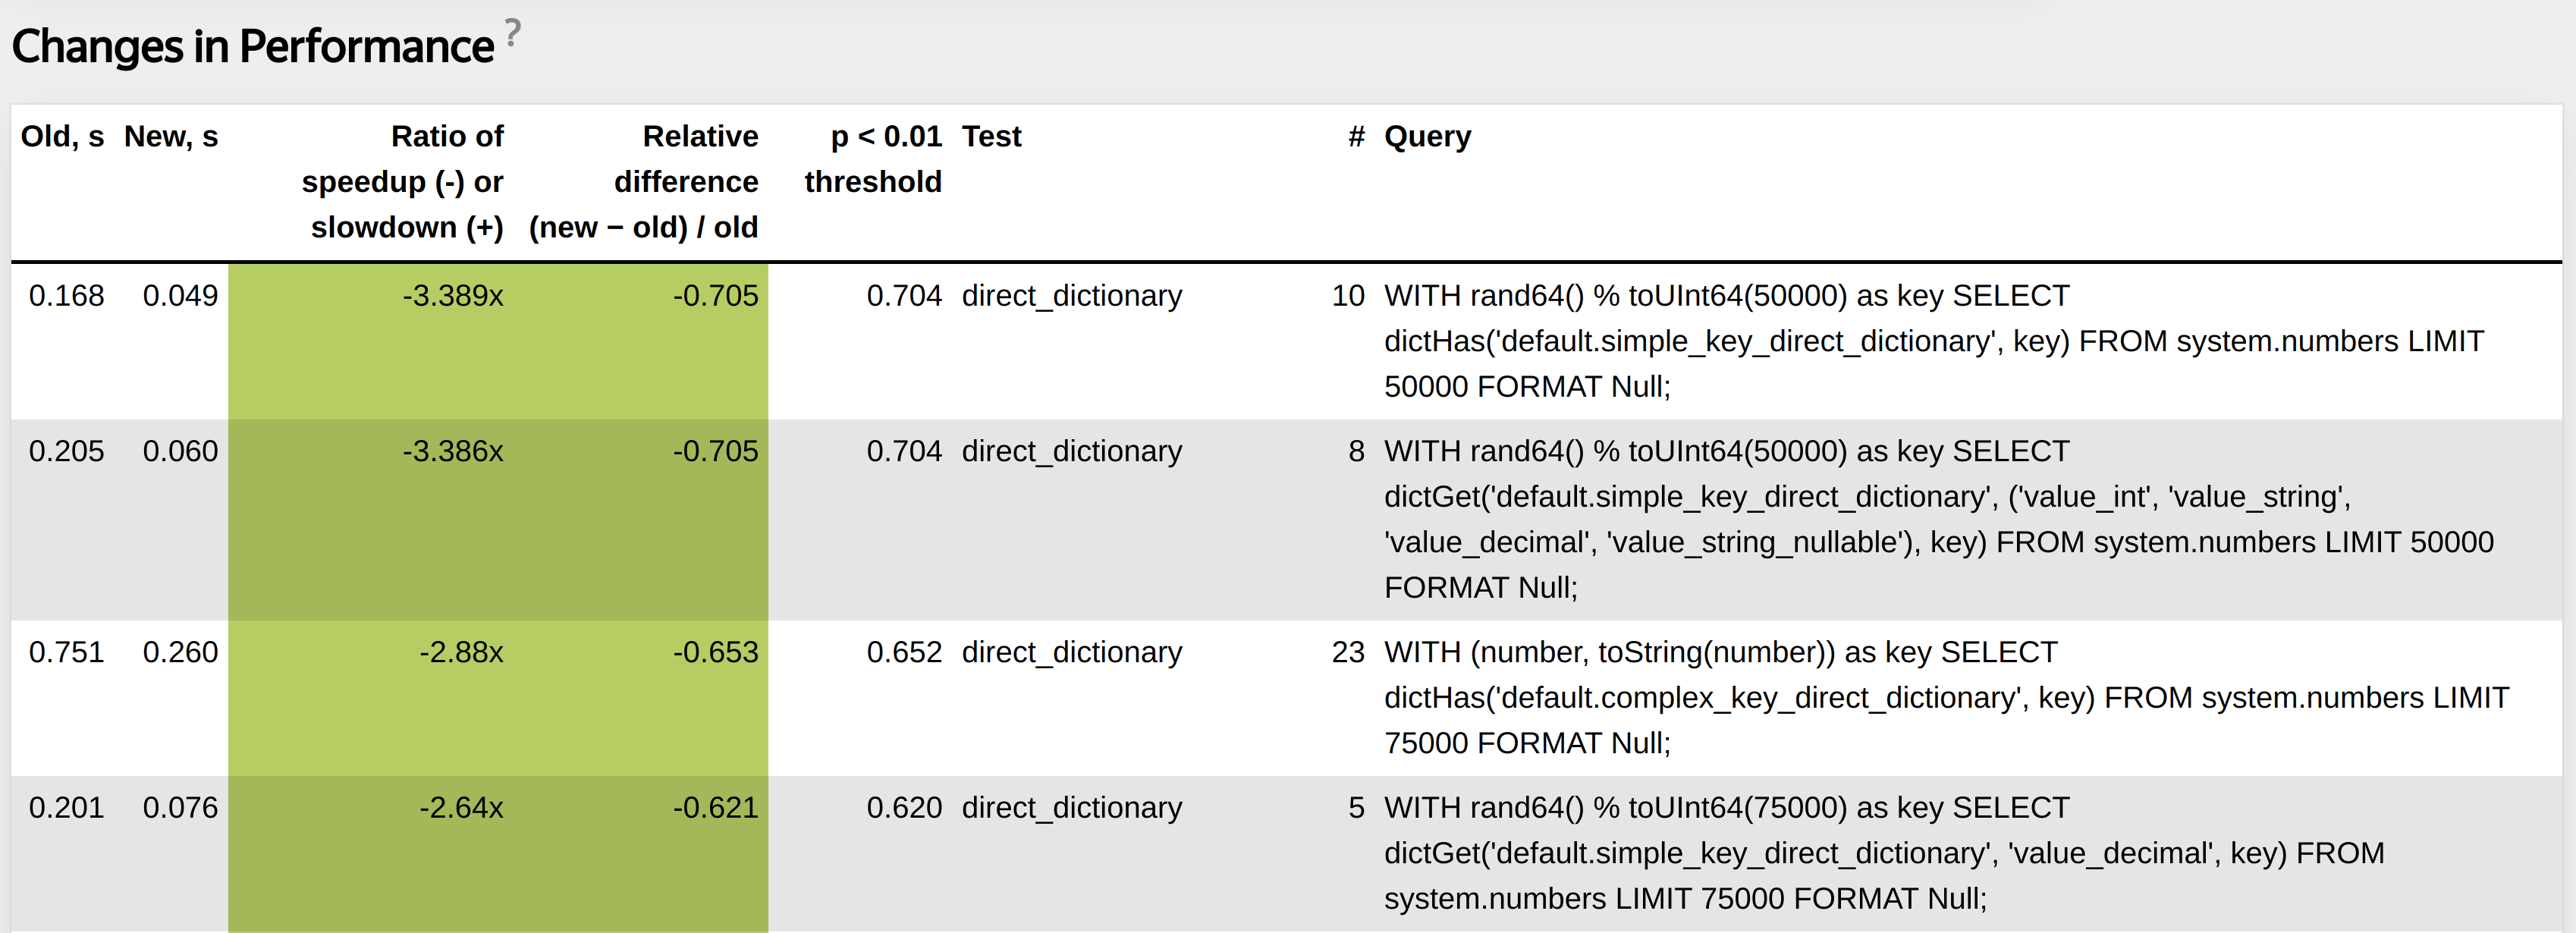 Changes in Performance ?
Old, s New, s Ratio of speedup (-) or slowdown (+) Relative difference (new − old) / old p < 0.01 threshold Test # Query
0.168 0.049 -3.389x -0.705 0.704 direct_dictionary 10 WITH rand64() % toUInt64(50000) as key SELECT
dictHas('default.simple_key_direct_dictionary', key) FROM system.numbers LIMIT
50000 FORMAT Null;
0.205 0.060 -3.386x -0.705 0.704 direct_dictionary 8 WITH rand64() % toUInt64(50000) as key SELECT
dictGet('default.simple_key_direct_dictionary', ('value_int', 'value_string',
'value_decimal', 'value_string_nullable'), key) FROM system.numbers LIMIT 50000
FORMAT Null;
0.751 0.260 -2.88x -0.653 0.652 direct_dictionary 23 WITH (number, toString(number)) as key SELECT
dictHas('default.complex_key_direct_dictionary', key) FROM system.numbers LIMIT
75000 FORMAT Null;
0.201 0.076 -2.64x -0.621 0.620 direct_dictionary 5 WITH rand64() % toUInt64(75000) as key SELECT
dictGet('default.simple_key_direct_dictionary', 'value_decimal', key) FROM
system.numbers LIMIT 75000 FORMAT Null;